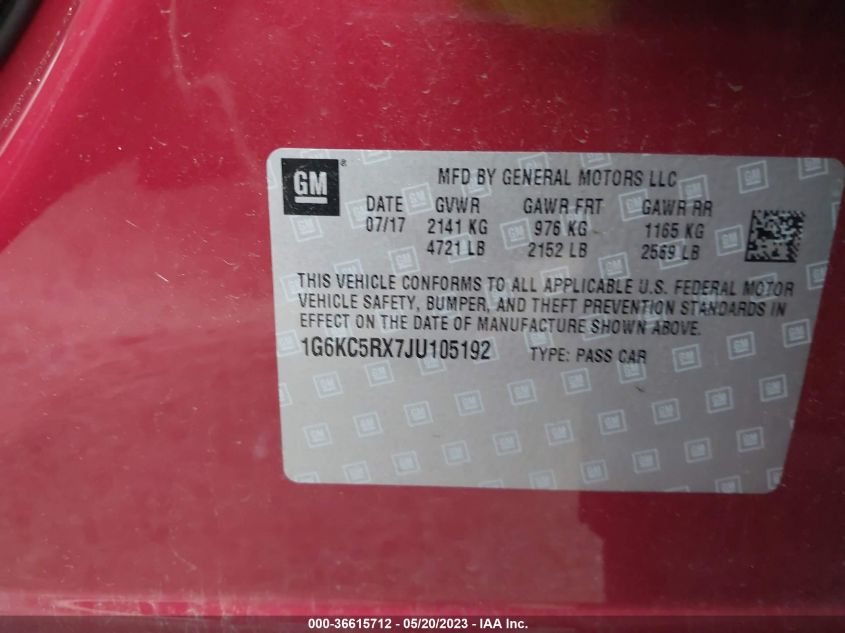 GM ®
MFD BY GENERAL MOTORS LLC
DATE GVWR GAWR FRT GAWR RR
07/17 2141 KG 976 KG 1165 KG
4721 LB 2152 LB 2569 LB
THIS VEHICLE CONFORMS TO ALL APPLICABLE U.S. FEDERAL MOTOR
VEHICLE SAFETY, BUMPER, AND THEFT PREVENTION STANDARDS IN
EFFECT ON THE DATE OF MANUFACTURE SHOWN ABOVE.
1G6KC5RX7JU105192 TYPE: PASS CAR
000-36615712 - 05/20/2023 - IAA Inc.